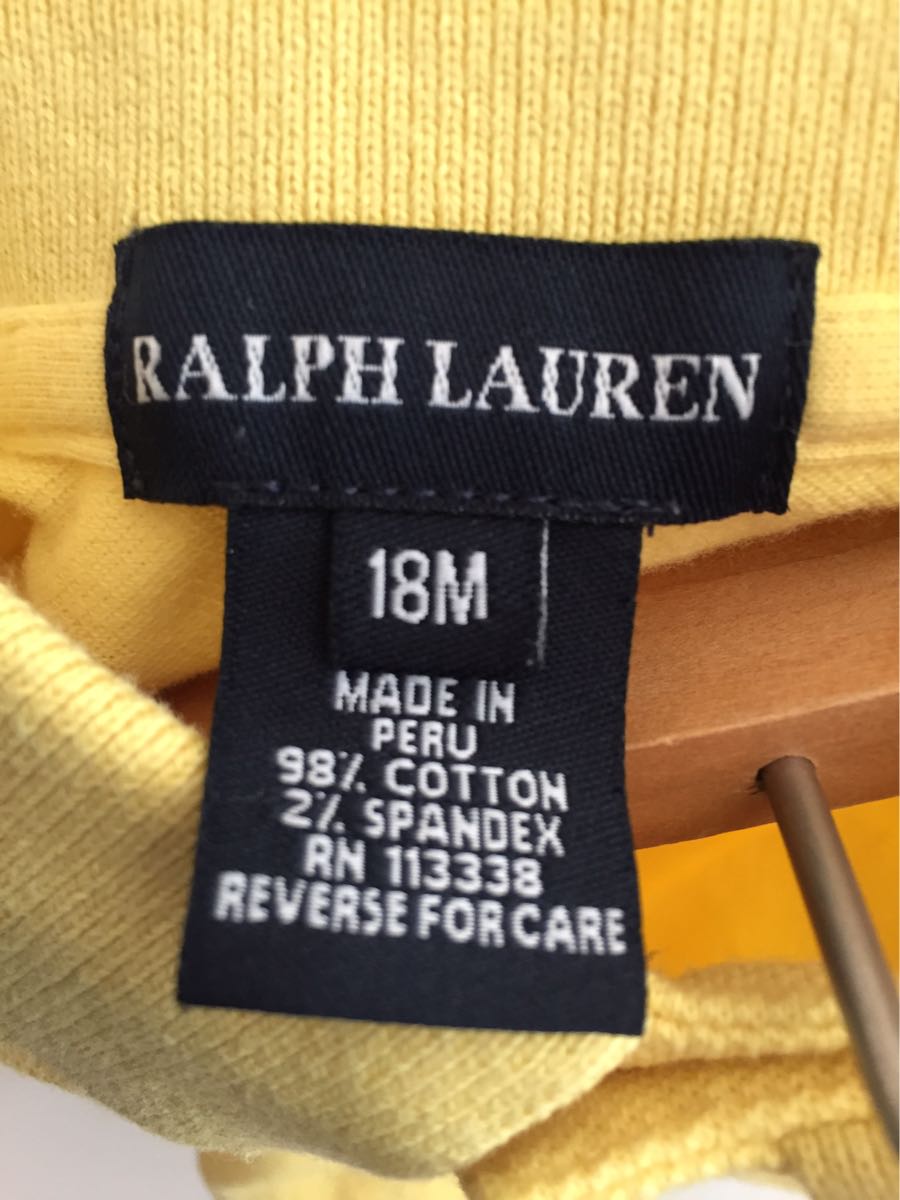 RALPH LAUREN
18M
MADE IN
PERU
98% COTTON
2% SPANDEX
RN 113338
REVERSE FOR CARE